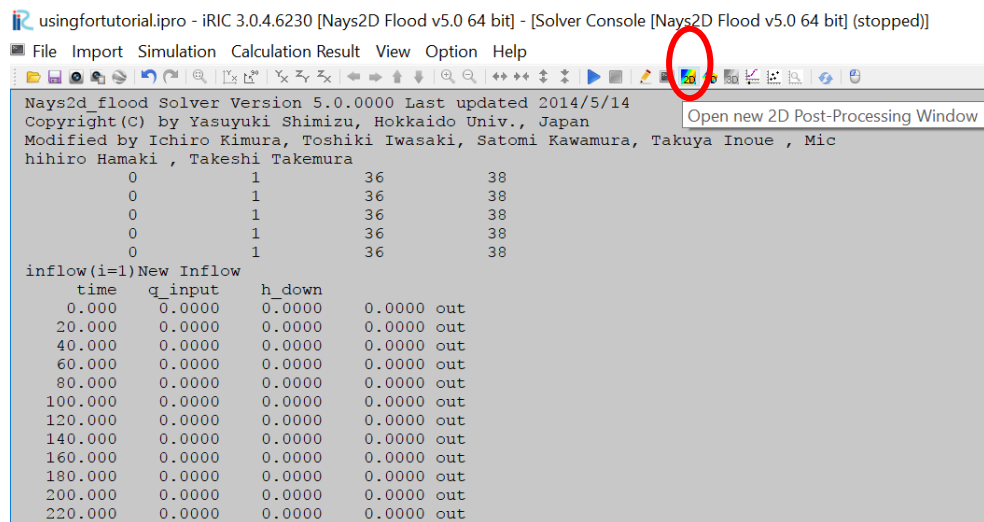 usingfortutorial.ipro - iRIC 3.0.4.6230 [Nays2D Flood v5.0 64 bit] - [Solver Console [Nays2D Flood v5.0 64 bit] (stopped)]
File Import Simulation Calculation Result View Option Help
Open new 2D Post-Processing Window
Nays2d_flood Solver Version 5.0.0000 Last updated 2014/5/14
Copyright(C) by Yasuyuki Shimizu, Hokkaido Univ., Japan
Modified by Ichiro Kimura, Toshiki Iwasaki, Satomi Kawamura, Takuya Inoue , Mic
hihiro Hamaki , Takeshi Takemura
0 1 36 38
0 1 36 38
0 1 36 38
0 1 36 38
0 1 36 38
inflow(i=1)New Inflow
time q_input h_down
0.000 0.0000 0.0000 0.0000 out
20.000 0.0000 0.0000 0.0000 out
40.000 0.0000 0.0000 0.0000 out
60.000 0.0000 0.0000 0.0000 out
80.000 0.0000 0.0000 0.0000 out
100.000 0.0000 0.0000 0.0000 out
120.000 0.0000 0.0000 0.0000 out
140.000 0.0000 0.0000 0.0000 out
160.000 0.0000 0.0000 0.0000 out
180.000 0.0000 0.0000 0.0000 out
200.000 0.0000 0.0000 0.0000 out
220.000 0.0000 0.0000 0.0000 out